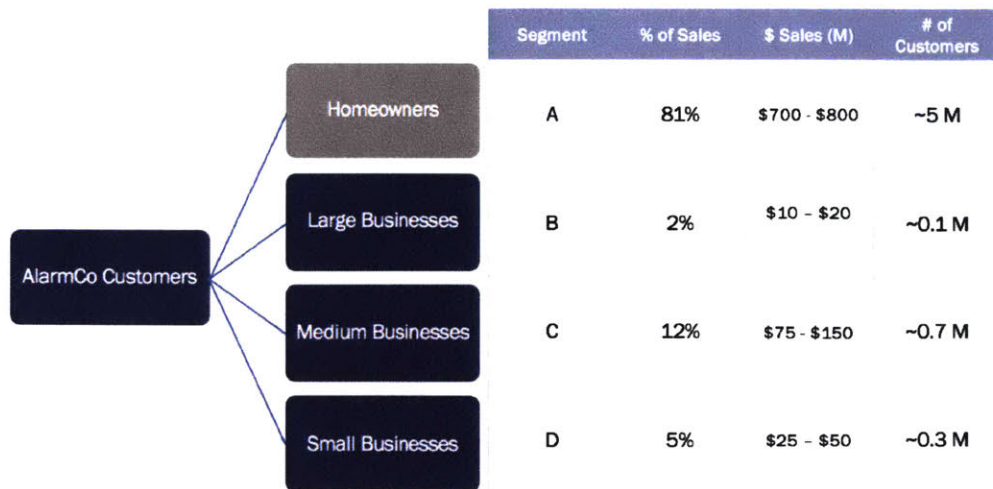 Segment % of Sales $ Sales (M) # of Customers
Homeowners A 81% $700 - $800 ~5 M
Large Businesses B 2% $10 – $20 ~0.1 M
AlarmCo Customers
Medium Businesses C 12% $75 - $150 ~0.7 M
Small Businesses D 5% $25 – $50 ~0.3 M